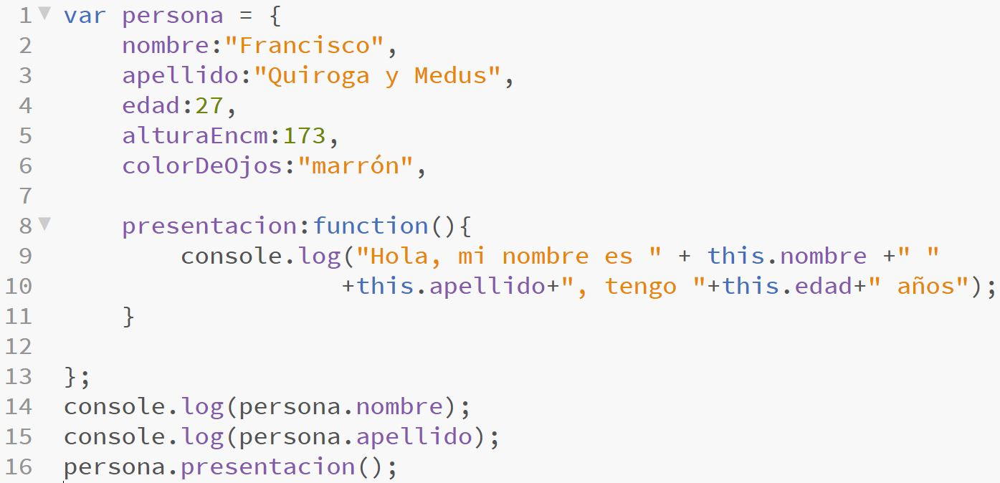 1 var persona = {
2 nombre:"Francisco",
3 apellido:"Quiroga y Medus",
4 edad:27,
5 alturaEncm:173,
6 colorDeOjos:"marrón",
7
8 presentacion:function(){
9 console.log("Hola, mi nombre es " + this.nombre +" "
10 +this.apellido+", tengo "+this.edad+" años");
11 }
12
13 };
14 console.log(persona.nombre);
15 console.log(persona.apellido);
16 persona.presentacion();